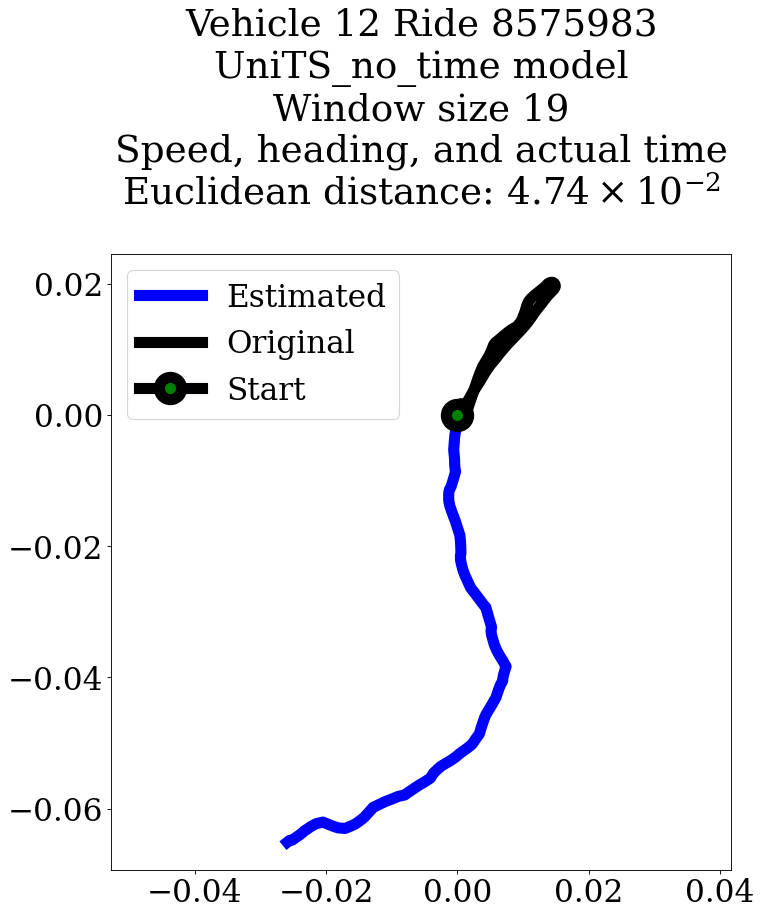 Vehicle 12 Ride 8575983
UniTS_no_time model
Window size 19
Speed, heading, and actual time
Euclidean distance: 4.74 × 10⁻²
Estimated
Original
Start
0.02
0.00
−0.02
−0.04
−0.06
−0.04 −0.02 0.00 0.02 0.04